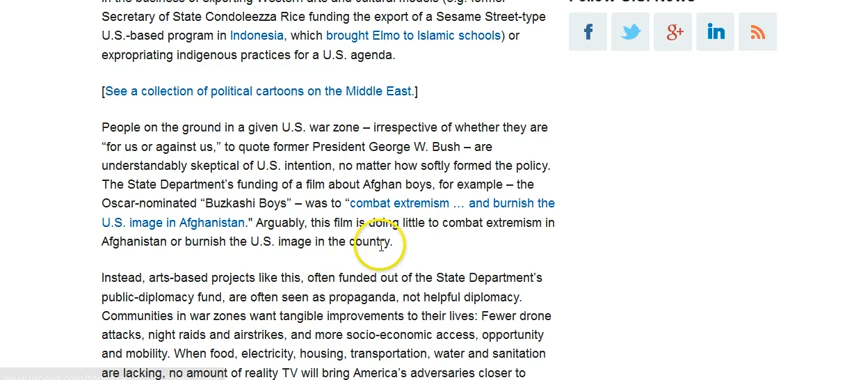 in the business of exporting Western arts and cultural models (e.g. former
Secretary of State Condoleezza Rice funding the export of a Sesame Street-type
U.S.-based program in Indonesia, which brought Elmo to Islamic schools) or
expropriating indigenous practices for a U.S. agenda.
[See a collection of political cartoons on the Middle East.]
People on the ground in a given U.S. war zone – irrespective of whether they are
“for us or against us,” to quote former President George W. Bush – are
understandably skeptical of U.S. intention, no matter how softly formed the policy.
The State Department’s funding of a film about Afghan boys, for example – the
Oscar-nominated “Buzkashi Boys” – was to “combat extremism … and burnish the
U.S. image in Afghanistan." Arguably, this film is doing little to combat extremism in
Afghanistan or burnish the U.S. image in the country.
Instead, arts-based projects like this, often funded out of the State Department’s
public-diplomacy fund, are often seen as propaganda, not helpful diplomacy.
Communities in war zones want tangible improvements to their lives: Fewer drone
attacks, night raids and airstrikes, and more socio-economic access, opportunity
and mobility. When food, electricity, housing, transportation, water and sanitation
are lacking, no amount of reality TV will bring America’s adversaries closer to
f
g+
in